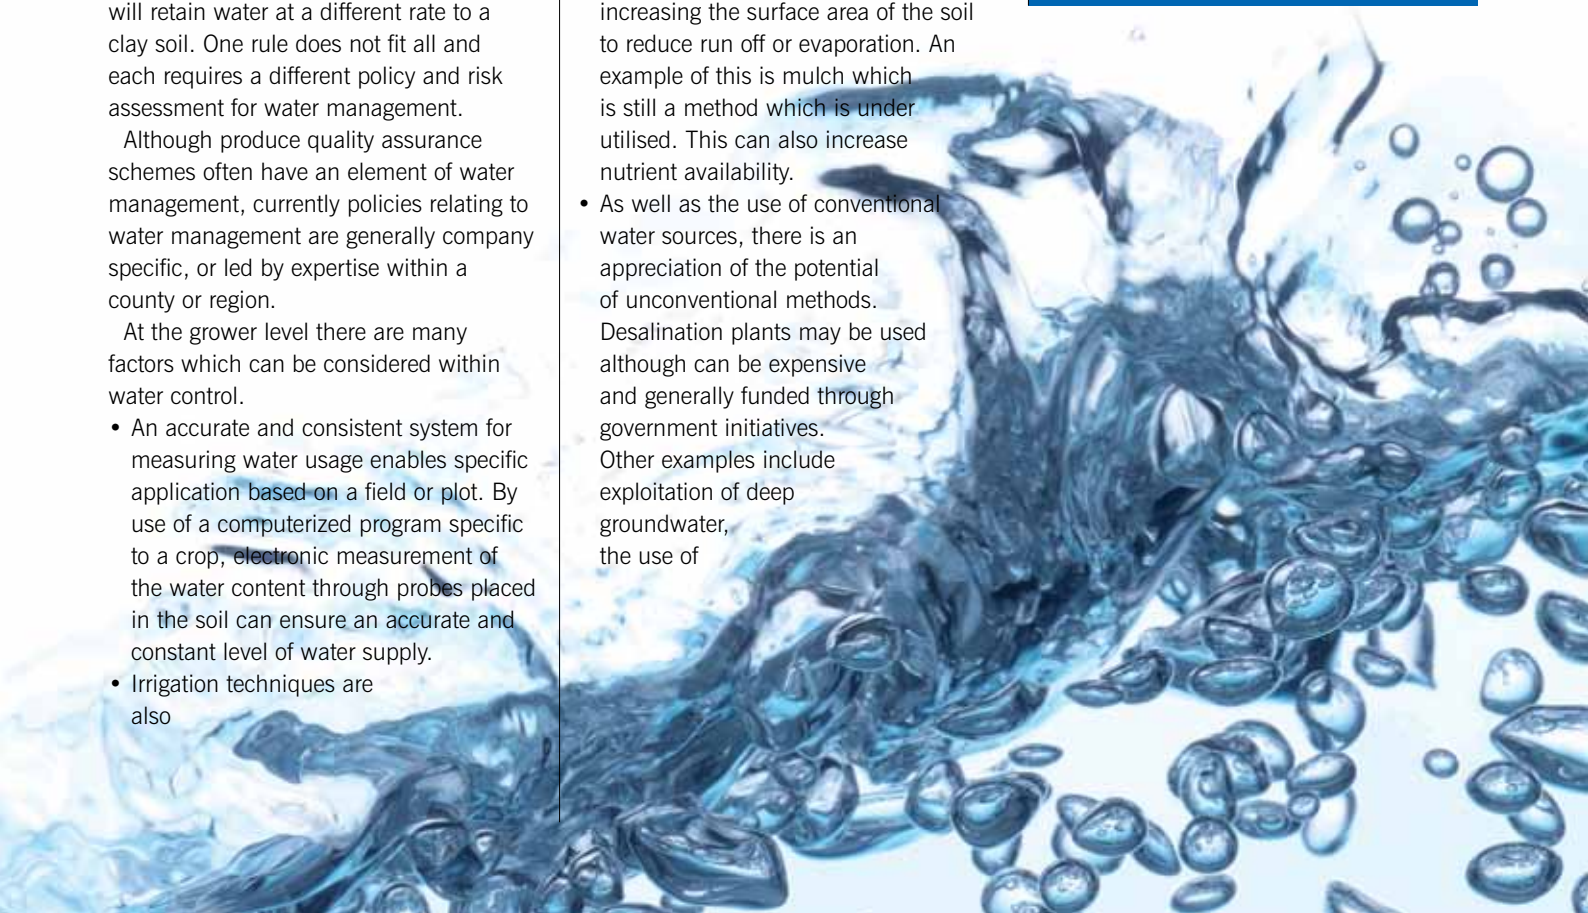 will retain water at a different rate to a
clay soil. One rule does not fit all and
each requires a different policy and risk
assessment for water management.
Although produce quality assurance
schemes often have an element of water
management, currently policies relating to
water management are generally company
specific, or led by expertise within a
county or region.
At the grower level there are many
factors which can be considered within
water control.
• An accurate and consistent system for
measuring water usage enables specific
application based on a field or plot. By
use of a computerized program specific
to a crop, electronic measurement of
the water content through probes placed
in the soil can ensure an accurate and
constant level of water supply.
• Irrigation techniques are
also
increasing the surface area of the soil
to reduce run off or evaporation. An
example of this is mulch which
is still a method which is under
utilised. This can also increase
nutrient availability.
• As well as the use of conventional
water sources, there is an
appreciation of the potential
of unconventional methods.
Desalination plants may be used
although can be expensive
and generally funded through
government initiatives.
Other examples include
exploitation of deep
groundwater,
the use of